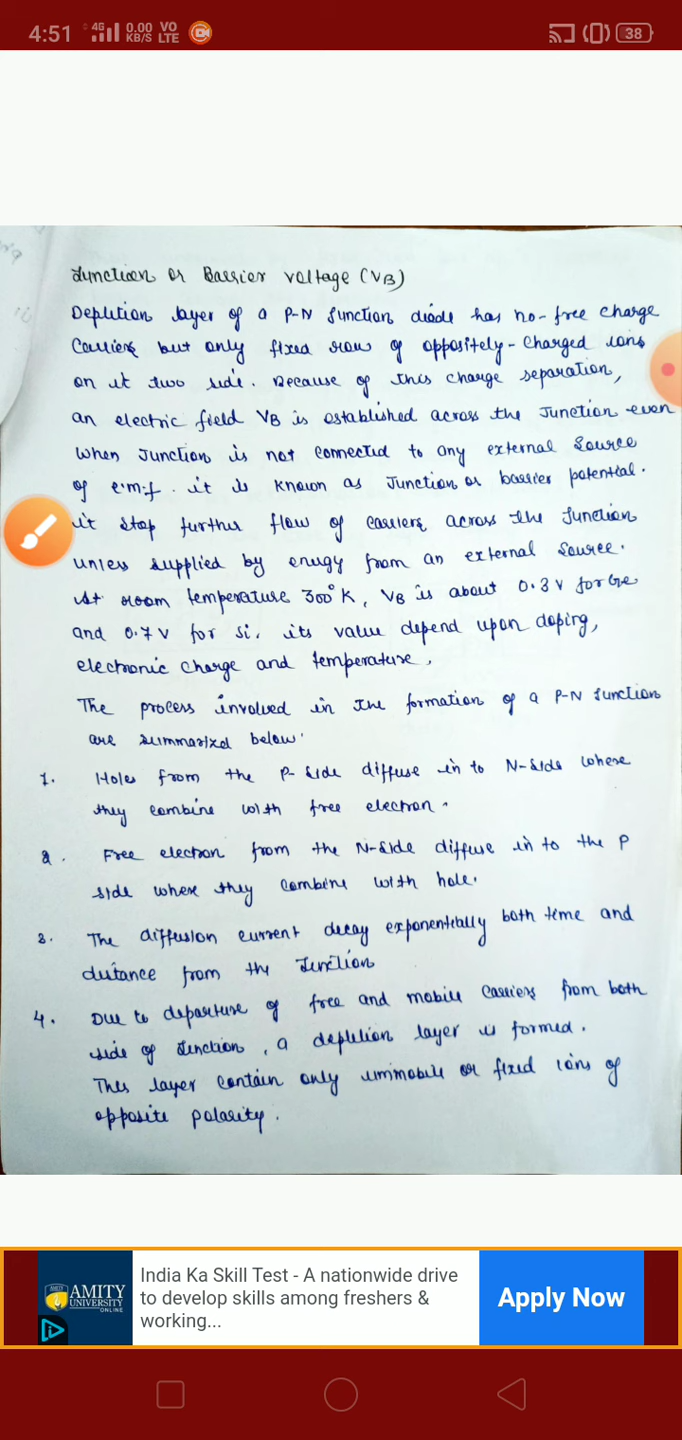 4:51 4G 0.00 KB/S VO LTE 38
Junction or Barrier voltage (VB)
Depletion layer of a P-N Junction diode has no-free charge
Carriers but only fixed row of oppositely-charged ions
on it two side. Because of this charge separation,
an electric field VB is established across the Junction even
when Junction is not connected to any external Source
of e.m.f. it is known as Junction or barrier potential.
it stop further flow of carriers across the Junction
unless supplied by energy from an external Source.
At room temperature 300°K, VB is about 0.3 v for Ge
and 0.7 v for si. its value depend upon doping,
electronic charge and temperature.
The process involved in the formation of a P-N Junction
are summarized below.
1. Holes from the P-side diffuse in to N-side where
they combine with free electron.
2. Free election from the N-side diffuse in to the P
side where they combine with hole.
3. The diffusion current decay exponentially both time and
distance from the Junction
4. Due to departure of free and mobile carriers from both
side of Junction, a depletion layer is formed.
This layer contain only immobile or fixed ions of
opposite polarity.
AMITY
UNIVERSITY
ONLINE
India Ka Skill Test - A nationwide drive
to develop skills among freshers &
working...
Apply Now